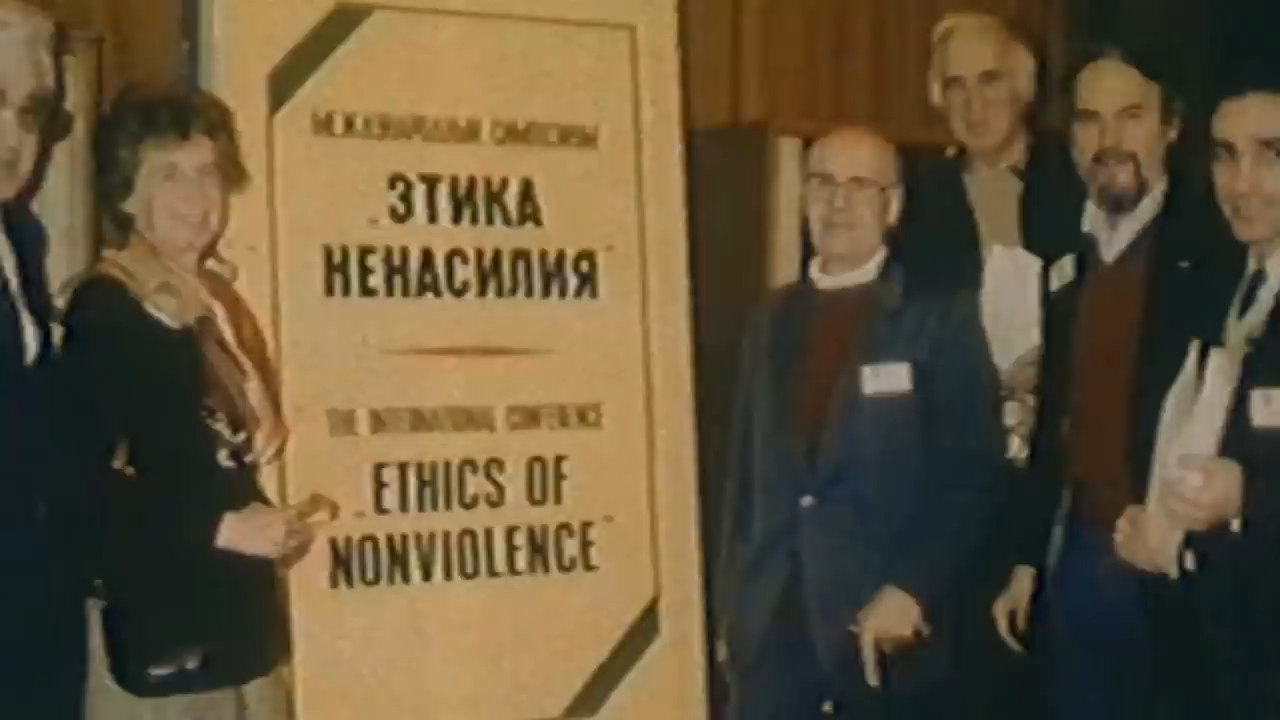 МЕЖДУНАРОДНЫЙ СИМПОЗИУМ
„ЭТИКА
НЕНАСИЛИЯ"
THE INTERNATIONAL CONFERENCE
„ETHICS OF
NONVIOLENCE"